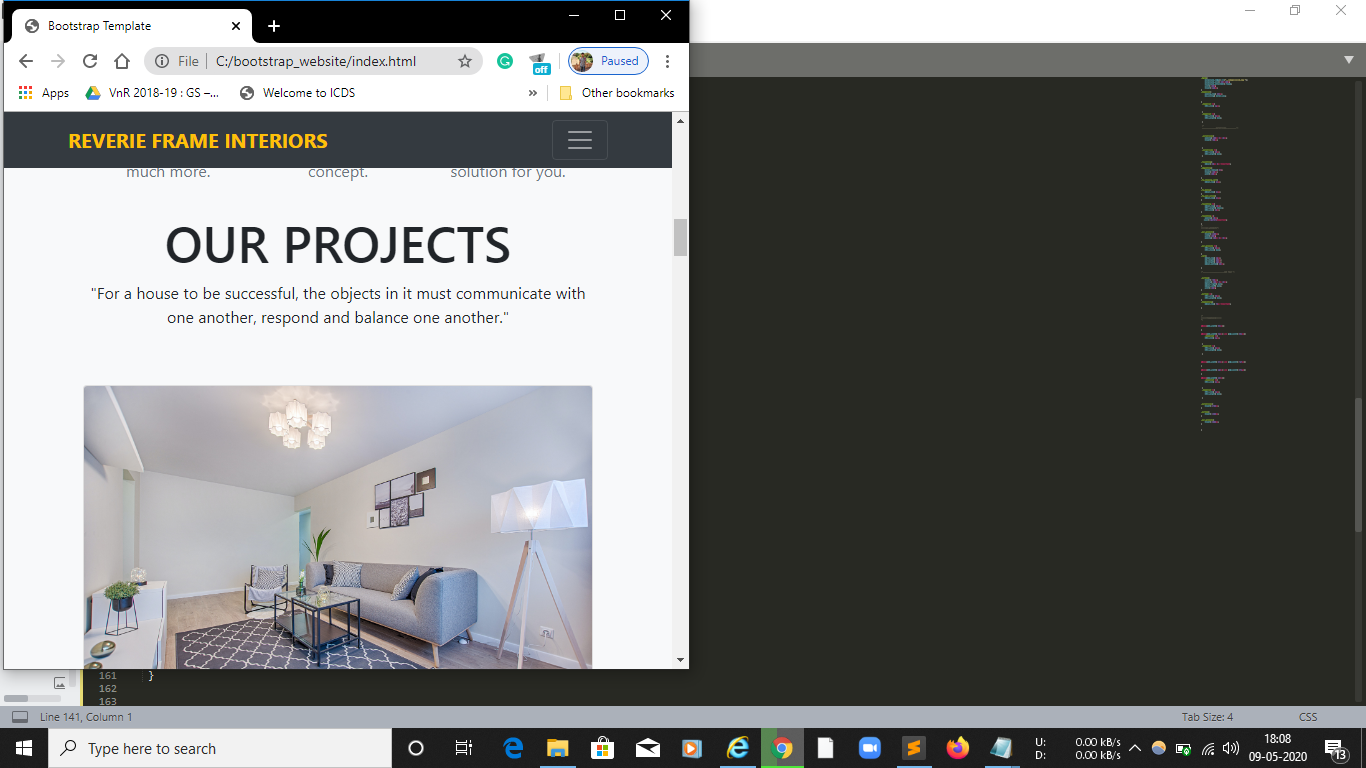 Bootstrap Template
File
C:/bootstrap_website/index.html
off
Paused
Apps
VnR 2018-19 : GS –...
Welcome to ICDS
»
Other bookmarks
REVERIE FRAME INTERIORS
much more.
concept.
solution for you.
OUR PROJECTS
"For a house to be successful, the objects in it must communicate with
one another, respond and balance one another."
161 }
162
163
Line 141, Column 1
Tab Size: 4
CSS
Type here to search
U: 0.00 kB/s
D: 0.00 kB/s
18:08
09-05-2020
13